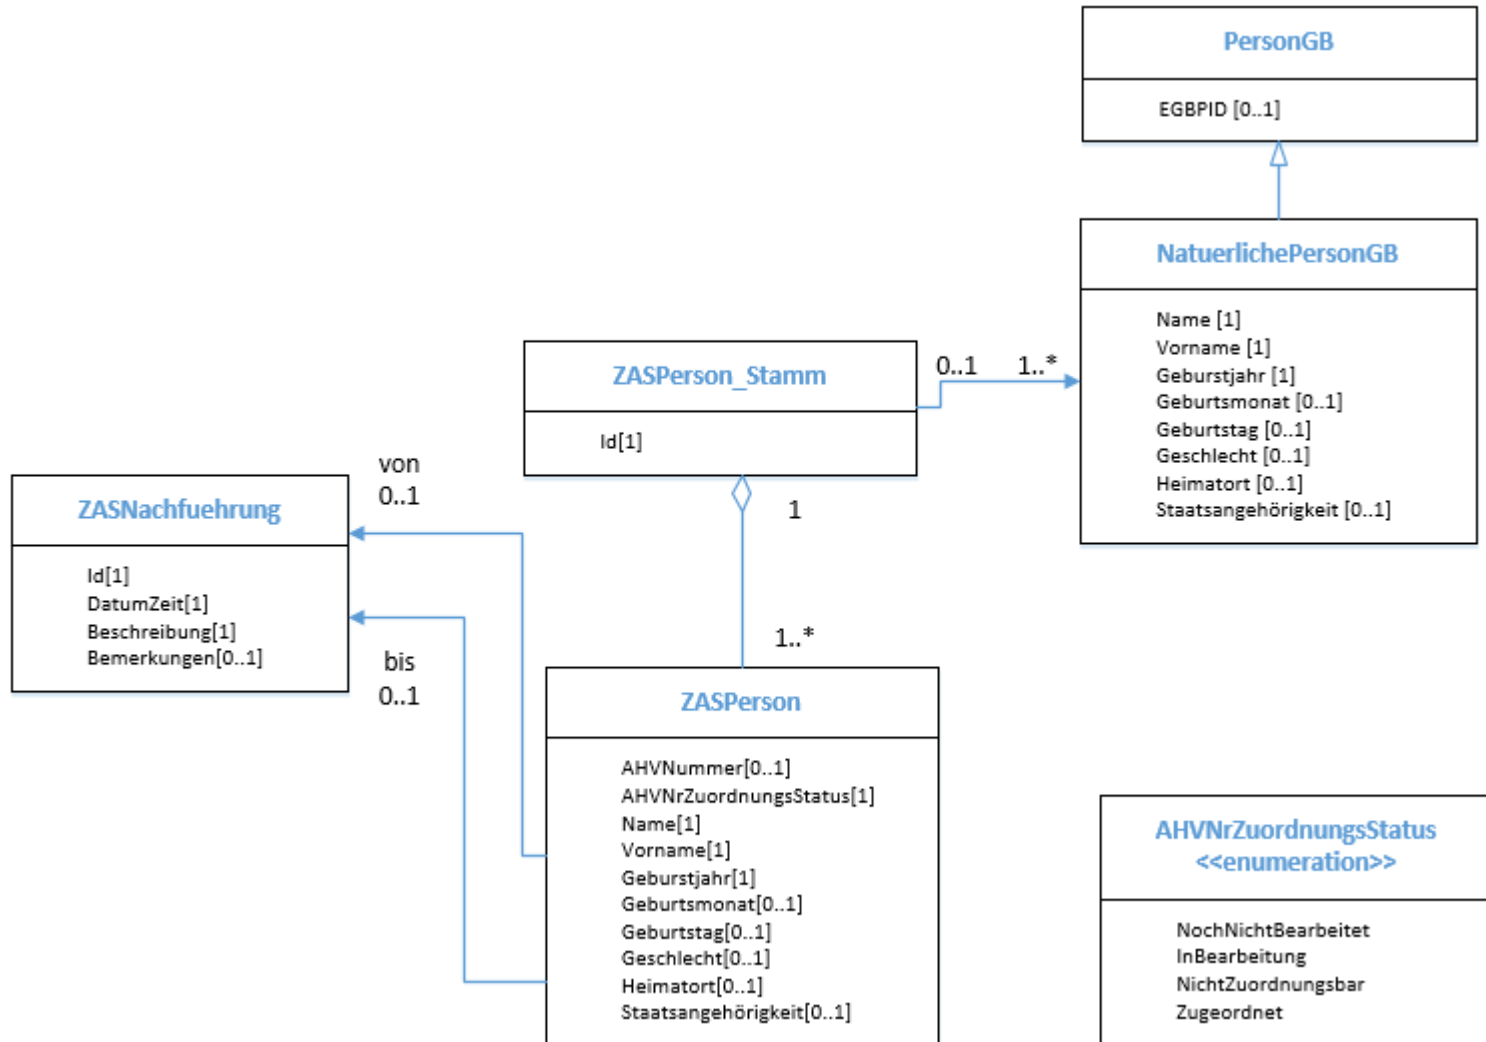 PersonGB
EGBPID [0..1]
NatuerlichePersonGB
Name [1]
Vorname [1]
Geburstjahr [1]
Geburtsmonat [0..1]
Geburtstag [0..1]
Geschlecht [0..1]
Heimatort [0..1]
Staatsangehörigkeit [0..1]
ZASPerson_Stamm
Id[1]
0..1
1..*
1
1..*
ZASNachfuehrung
Id[1]
DatumZeit[1]
Beschreibung[1]
Bemerkungen[0..1]
von
0..1
bis
0..1
ZASPerson
AHVNummer[0..1]
AHVNrZuordnungsStatus[1]
Name[1]
Vorname[1]
Geburstjahr[1]
Geburtsmonat[0..1]
Geburtstag[0..1]
Geschlecht[0..1]
Heimatort[0..1]
Staatsangehörigkeit[0..1]
AHVNrZuordnungsStatus
<<enumeration>>
NochNichtBearbeitet
InBearbeitung
NichtZuordnungsbar
Zugeordnet